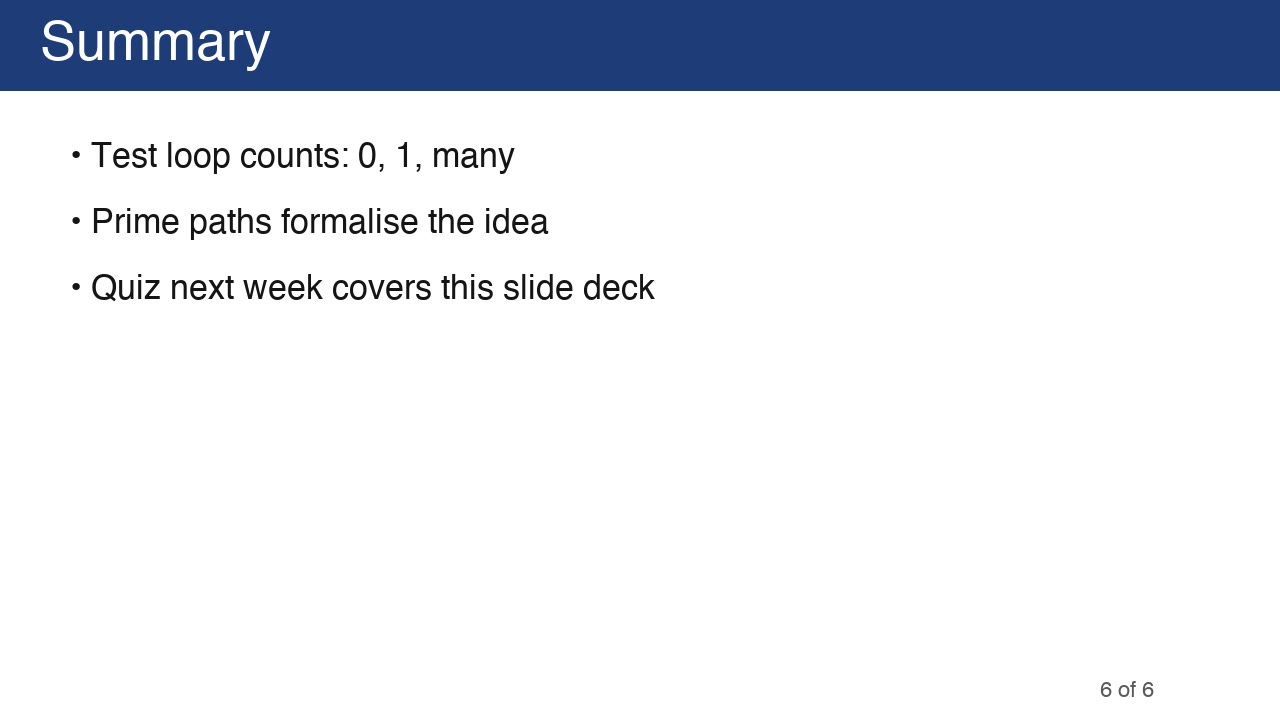 Summary
• Test loop counts: 0, 1, many
• Prime paths formalise the idea
• Quiz next week covers this slide deck
6 of 6